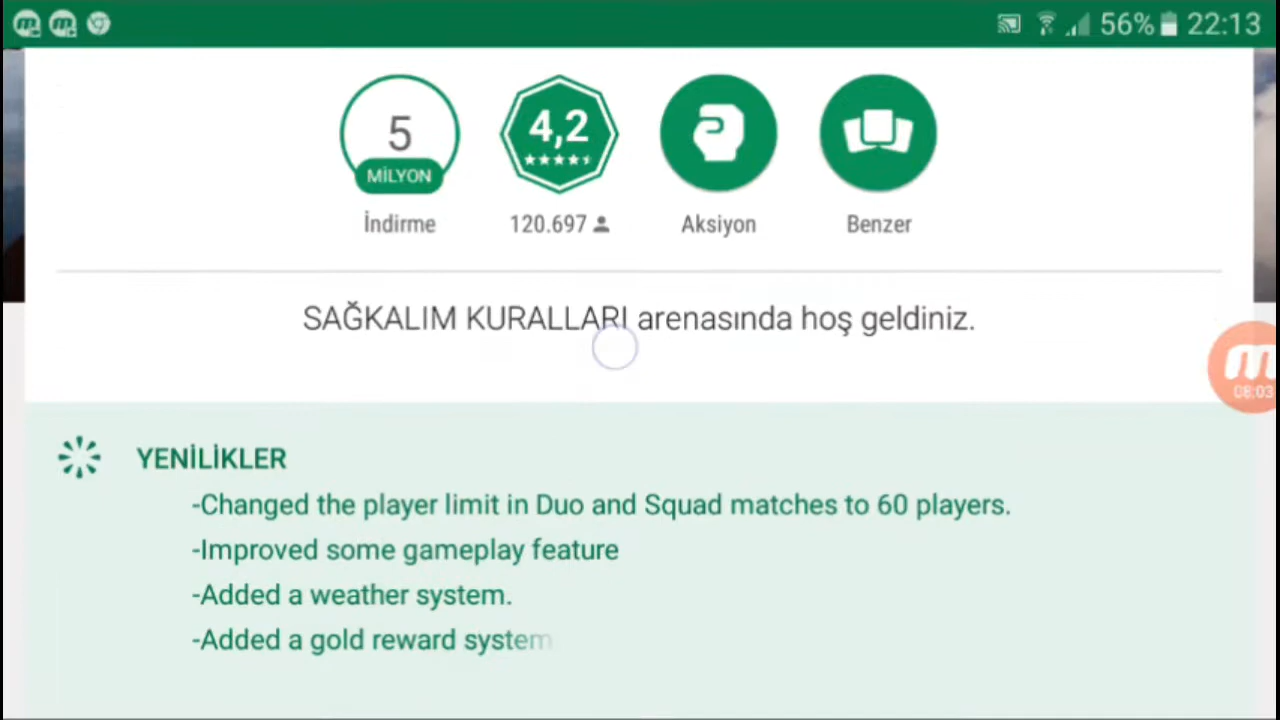 56% 22:13
5 4,2
MİLYON
İndirme 120.697 Aksiyon Benzer
SAĞKALIM KURALLARI arenasında hoş geldiniz.
08:03
YENİLİKLER
-Changed the player limit in Duo and Squad matches to 60 players.
-Improved some gameplay feature
-Added a weather system.
-Added a gold reward system